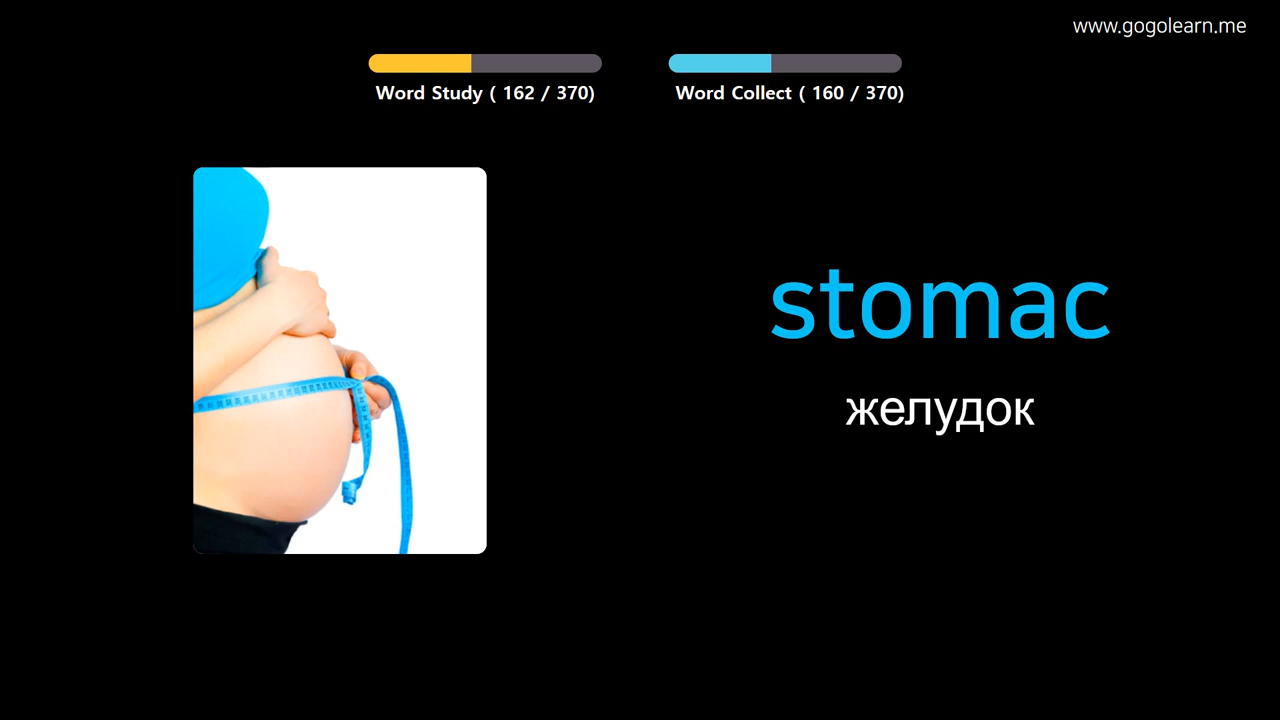 www.gogolearn.me
Word Study ( 162 / 370)
Word Collect ( 160 / 370)
stomac
желудок